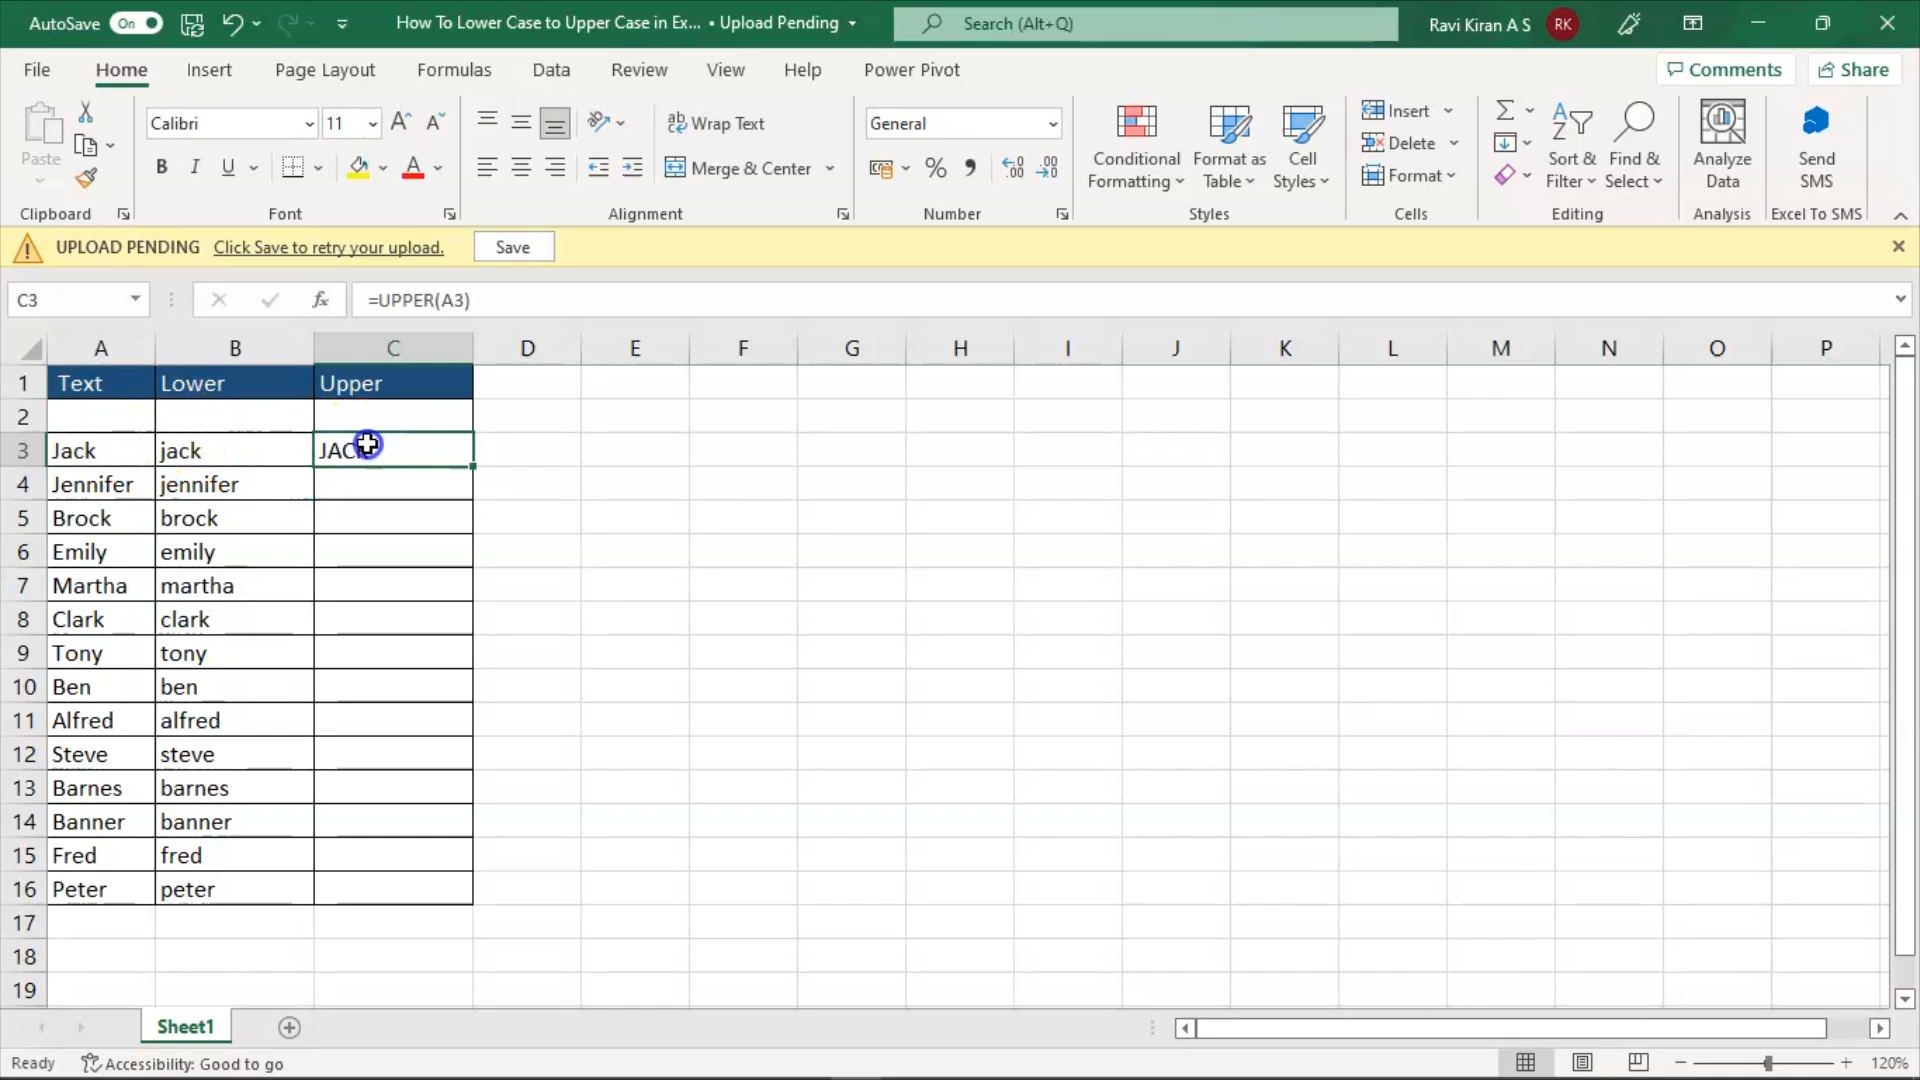 AutoSave On How To Lower Case to Upper Case in Ex... • Upload Pending Search (Alt+Q) Ravi Kiran A S RK
File Home Insert Page Layout Formulas Data Review View Help Power Pivot Comments Share
Paste
Clipboard
Calibri 11
B I U A
Font
Wrap Text
Merge & Center
Alignment
General
%
Number
Conditional Formatting
Format as Table
Cell Styles
Styles
Insert
Delete
Format
Cells
Sort & Filter
Find & Select
Editing
Analyze Data
Analysis
Send SMS
Excel To SMS
UPLOAD PENDING Click Save to retry your upload. Save
C3 fx =UPPER(A3)
A B C D E F G H I J K L M N O P
1 Text Lower Upper
2
3 Jack jack JACK
4 Jennifer jennifer
5 Brock brock
6 Emily emily
7 Martha martha
8 Clark clark
9 Tony tony
10 Ben ben
11 Alfred alfred
12 Steve steve
13 Barnes barnes
14 Banner banner
15 Fred fred
16 Peter peter
17
18
19
Sheet1
Ready Accessibility: Good to go 120%